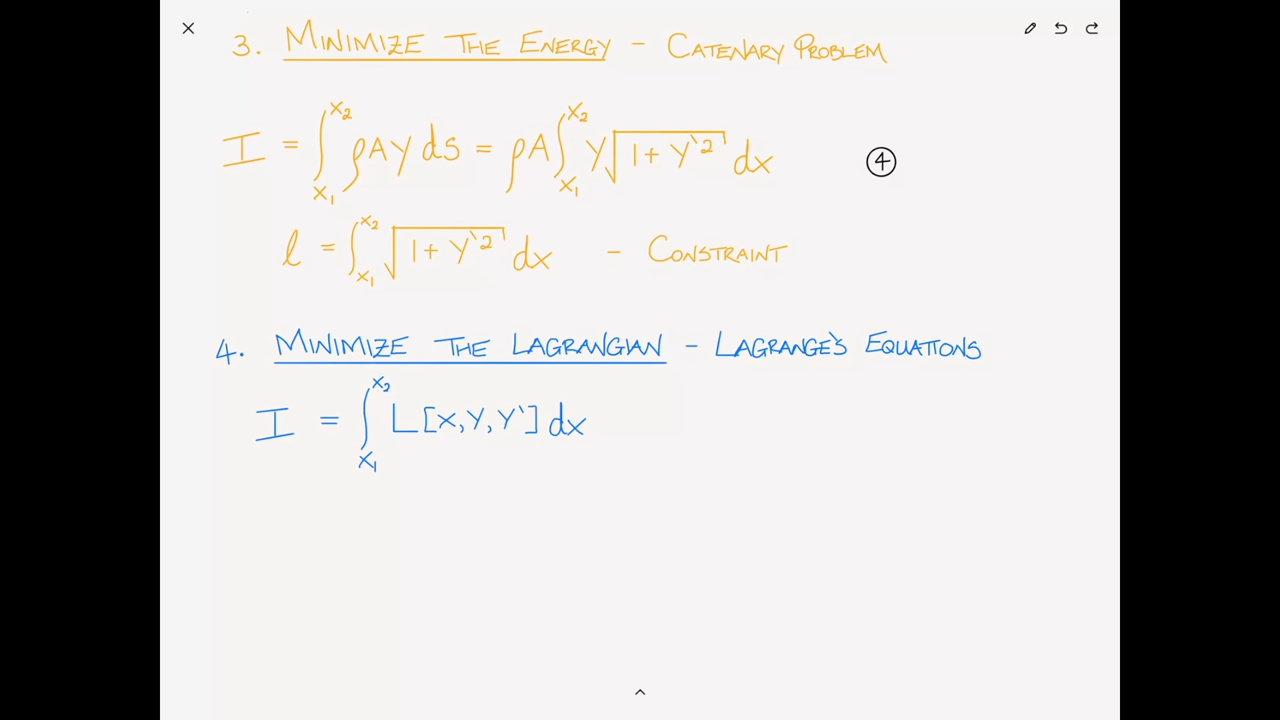 3. MINIMIZE THE ENERGY - CATENARY PROBLEM
I = ∫_{x₁}^{x₂} ρAy ds = ρA ∫_{x₁}^{x₂} y√(1 + y'²) dx ④
l = ∫_{x₁}^{x₂} √(1 + y'²) dx - CONSTRAINT
4. MINIMIZE THE LAGRANGIAN - LAGRANGE'S EQUATIONS
I = ∫_{x₁}^{x₂} L[x, y, y'] dx